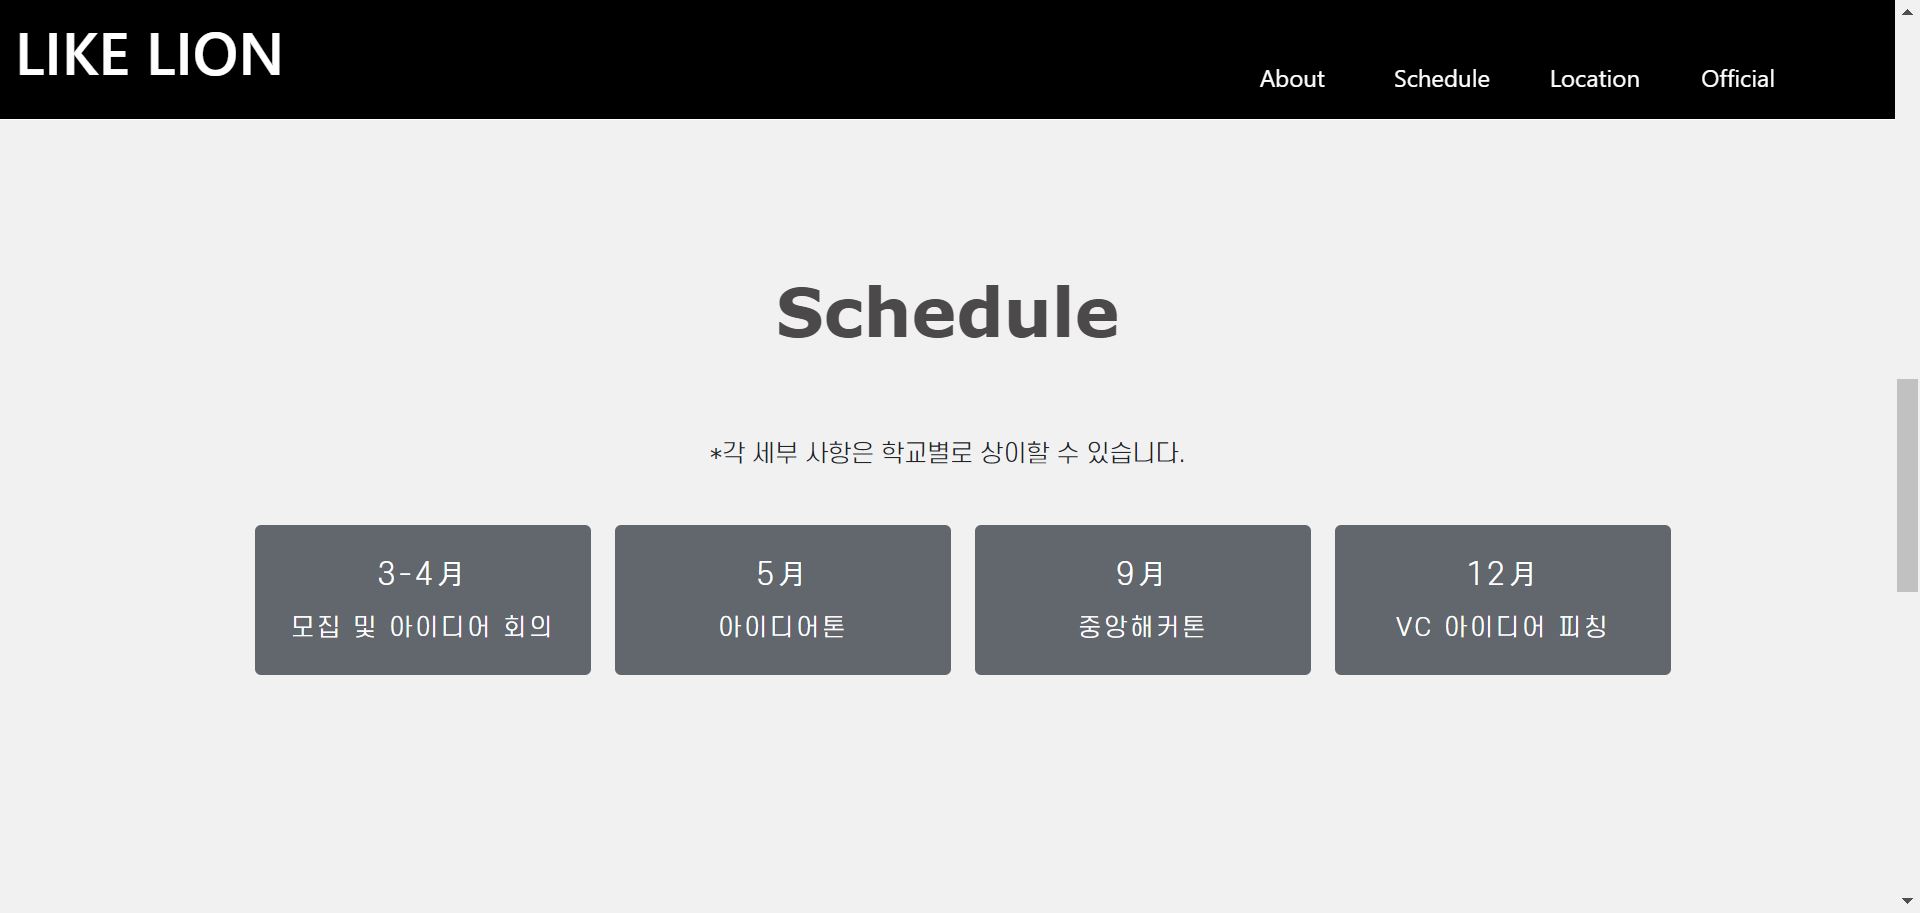 LIKE LION
About
Schedule
Location
Official
Schedule
*각 세부 사항은 학교별로 상이할 수 있습니다.
3-4月
모집 및 아이디어 회의
5月
아이디어톤
9月
중앙해커톤
12月
VC 아이디어 피칭